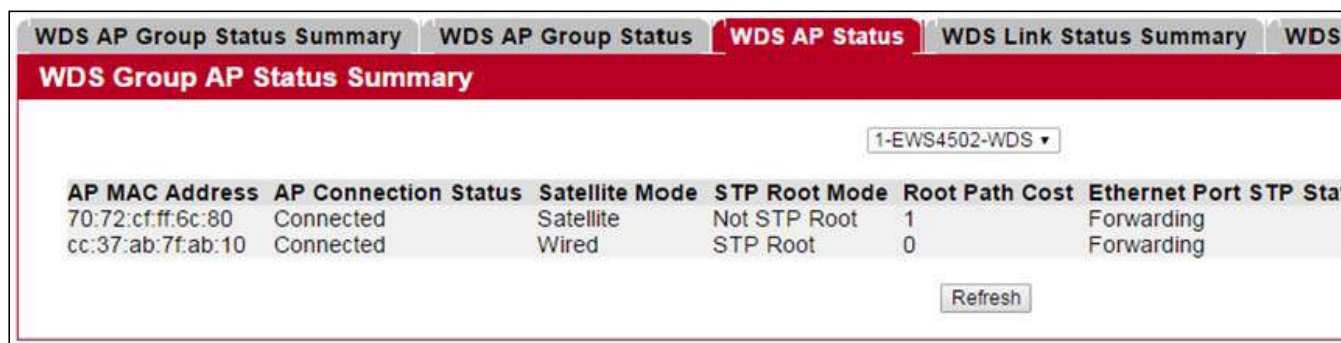 WDS AP Group Status Summary WDS AP Group Status WDS AP Status WDS Link Status Summary WDS
WDS Group AP Status Summary
1-EWS4502-WDS
AP MAC Address AP Connection Status Satellite Mode STP Root Mode Root Path Cost Ethernet Port STP Sta
70:72:cf:ff:6c:80 Connected Satellite Not STP Root 1 Forwarding
cc:37:ab:7f:ab:10 Connected Wired STP Root 0 Forwarding
Refresh